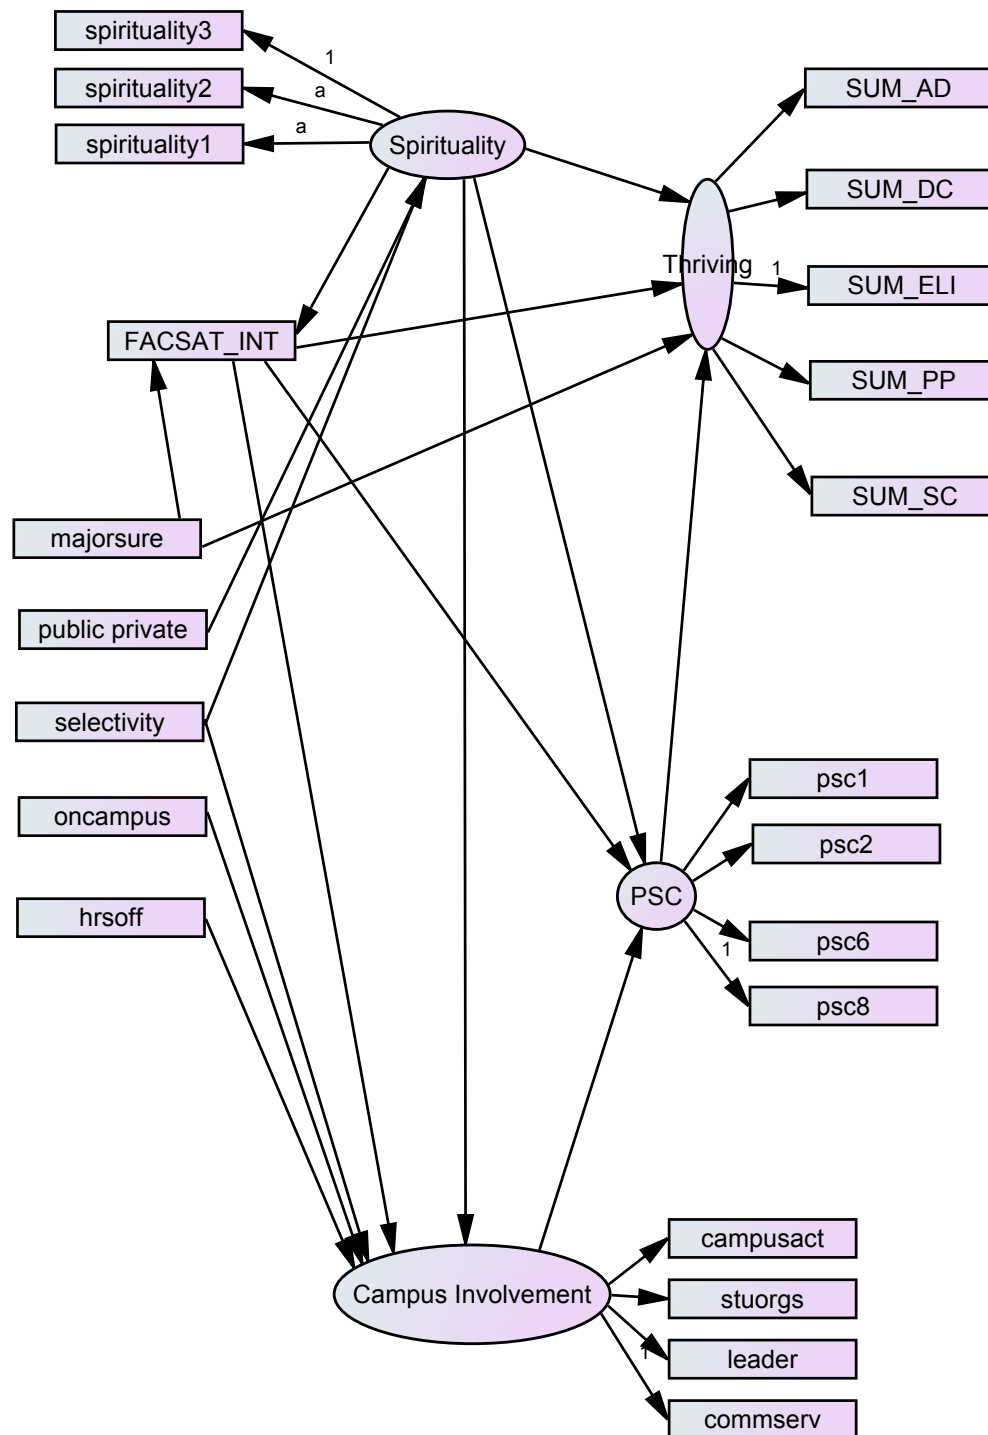 spirituality3
1
SUM_AD
spirituality2
a
spirituality1
a
Spirituality
SUM_DC
Thriving
1
SUM_ELI
FACSAT_INT
SUM_PP
SUM_SC
majorsure
public private
selectivity
psc1
oncampus
psc2
PSC
hrsoff
psc6
1
psc8
campusact
Campus Involvement
stuorgs
1
leader
commserv